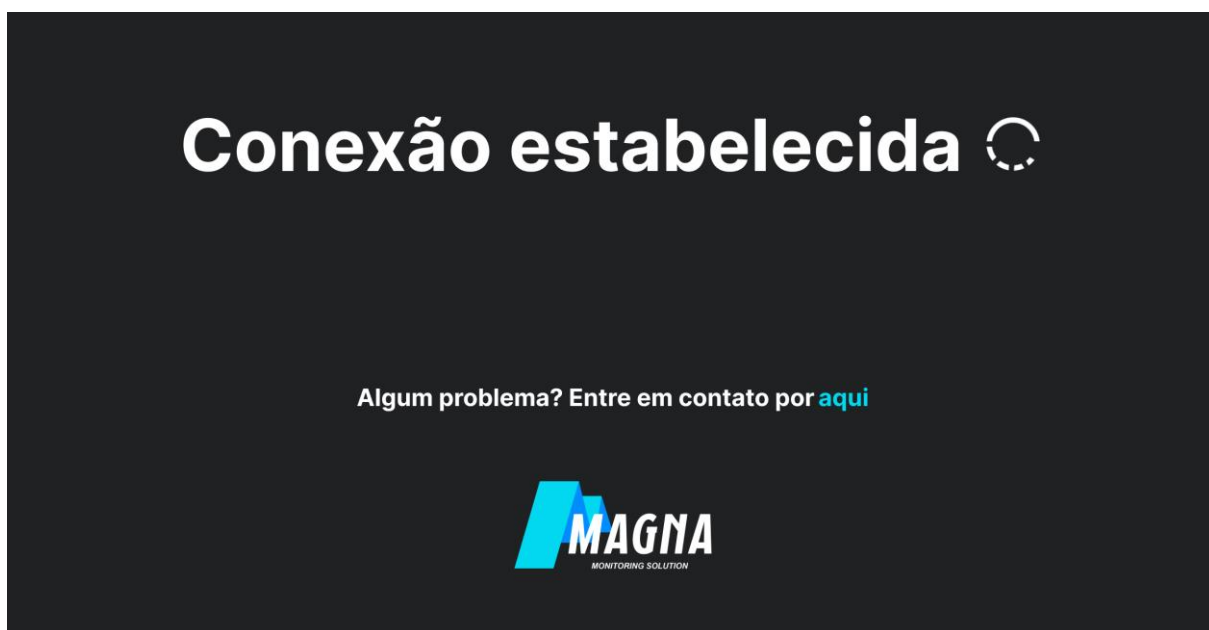 Conexão estabelecida
Algum problema? Entre em contato por aqui
MAGNA
MONITORING SOLUTION